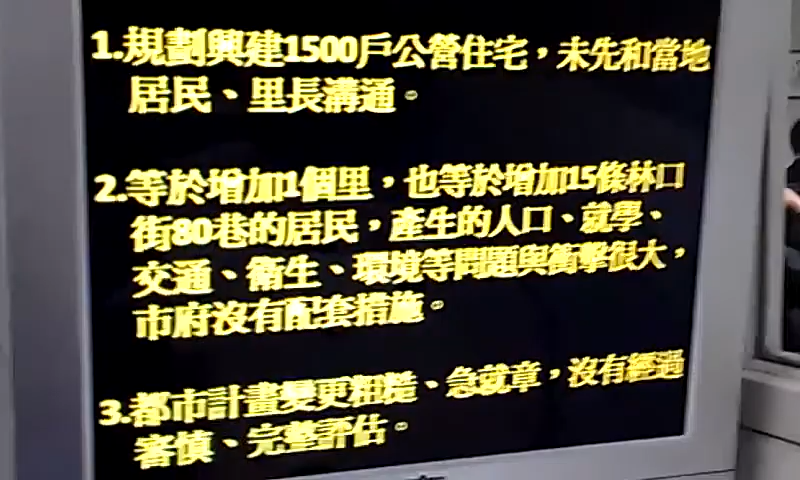 1.規劃興建1500戶公營住宅，未先和當地
居民、里長溝通。
2.等於增加1個里，也等於增加15條林口
街80巷的居民，產生的人口、就學、
交通、衛生、環境等問題與衝擊很大，
市府沒有配套措施。
3.都市計畫變更粗糙、急就章，沒有經過
審慎、完整評估。